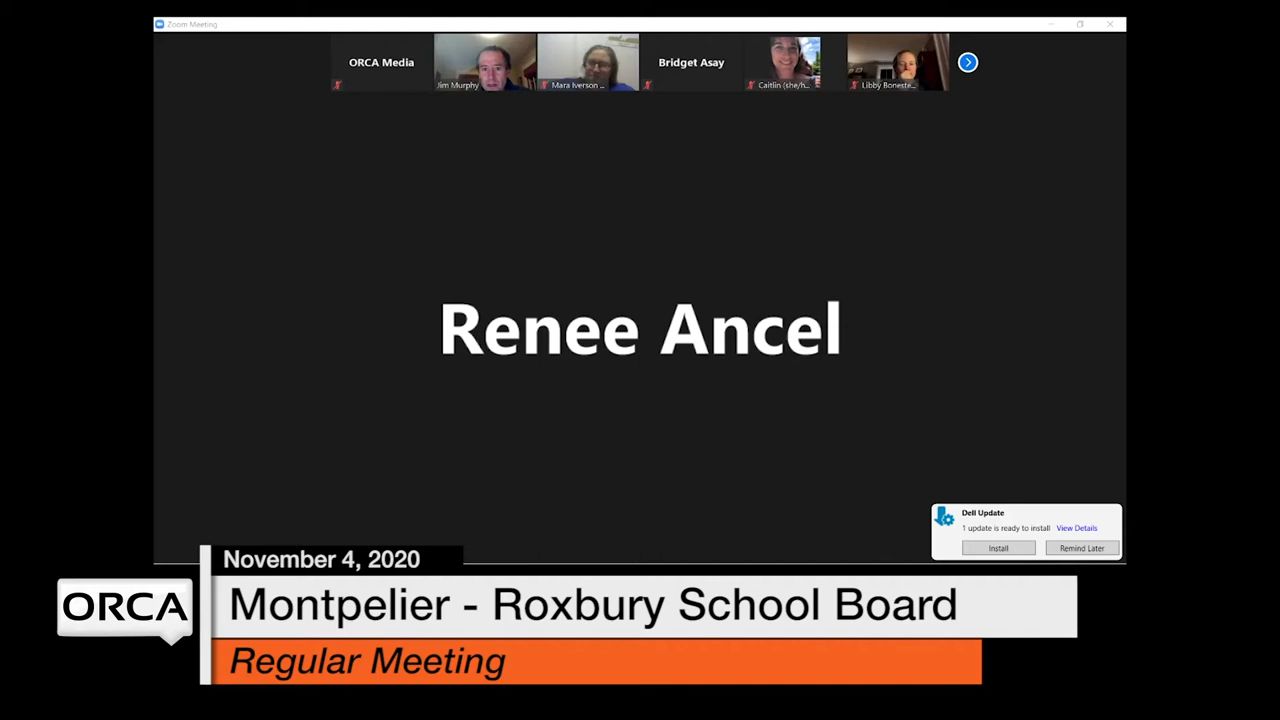 Zoom Meeting
ORCA Media
Jim Murphy
Mara Iverson ...
Bridget Asay
Caitlin (she/h...
Libby Boneste...
Renee Ancel
Dell Update
1 update is ready to install View Details
Install Remind Later
November 4, 2020
ORCA
Montpelier - Roxbury School Board
Regular Meeting